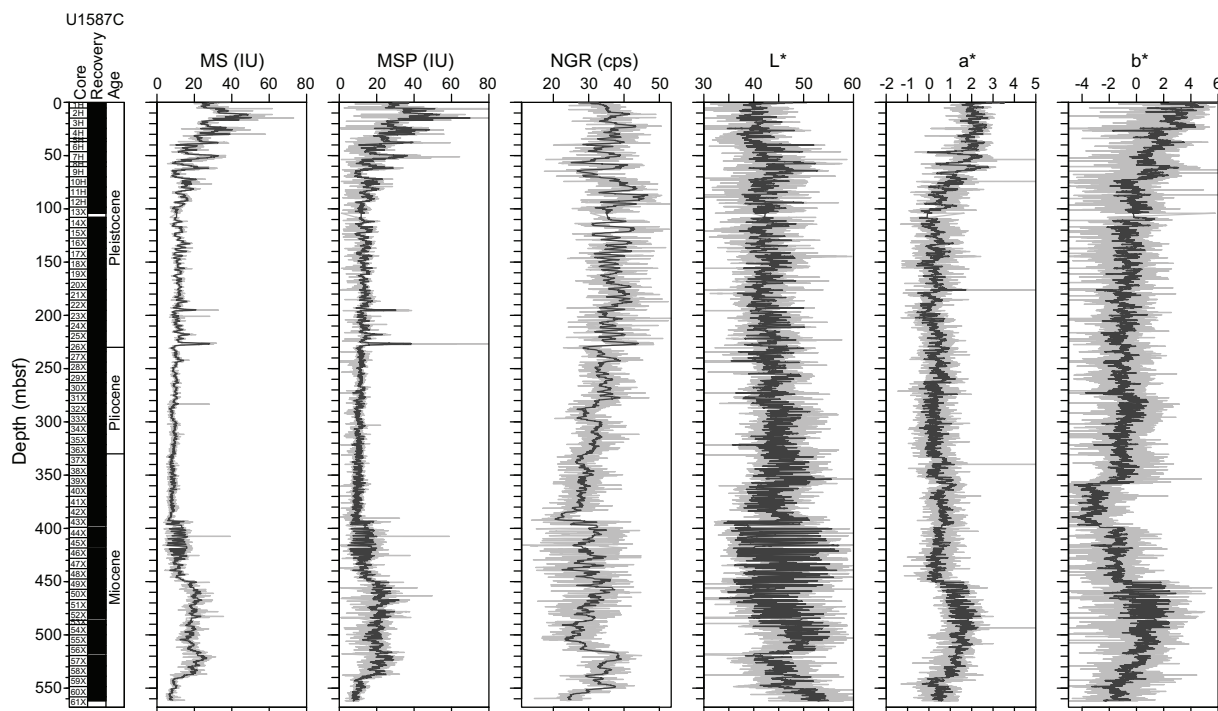 U1587C
Core
Recovery
Age
MS (IU)
MSP (IU)
NGR (cps)
L*
a*
b*
0 20 40 60 80
0 20 40 60 80
20 30 40 50
30 40 50 60
-2 -1 0 1 2 3 4 5
-4 -2 0 2 4 6
Depth (mbsf)
0
50
100
150
200
250
300
350
400
450
500
550
1H
2H
3H
4H
6H
7H
9H
10H
11H
12H
13X
14X
15X
16X
17X
18X
19X
20X
21X
22X
23X
24X
25X
26X
27X
28X
29X
30X
31X
32X
33X
34X
35X
36X
37X
38X
39X
40X
41X
42X
43X
44X
45X
46X
47X
48X
49X
50X
51X
52X
54X
55X
56X
57X
58X
59X
60X
61X
Pleistocene
Pliocene
Miocene